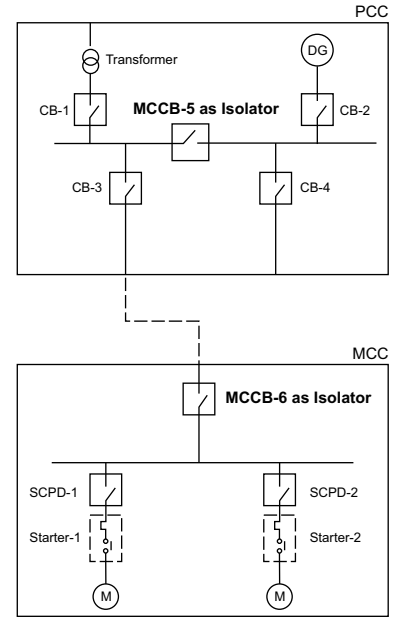 PCC
DG
Transformer
CB-1
MCCB-5 as Isolator
CB-2
CB-3
CB-4
MCC
MCCB-6 as Isolator
SCPD-1
SCPD-2
Starter-1
Starter-2
M
M